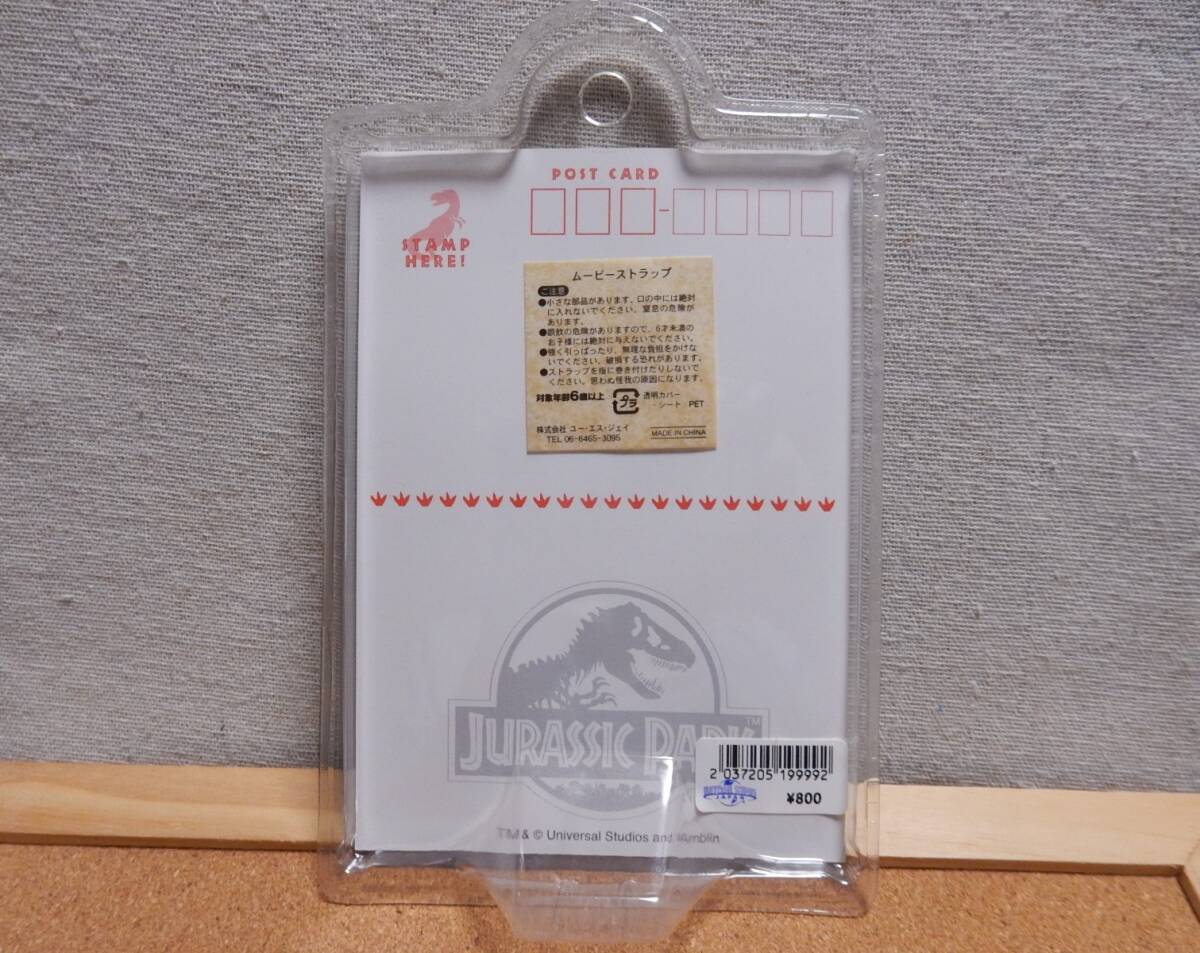 POST CARD
STAMP
HERE!
ムービーストラップ
ご注意
●小さな部品があります。口の中には絶対
に入れないでください。窒息の危険が
あります。
●誤飲の危険がありますので、6才未満の
お子様には絶対に与えないでください。
●強く引っぱったり、無理な負担をかけな
いでください。破損する恐れがあります。
●ストラップを指に巻き付けたりしないで
ください。思わぬ怪我の原因になります。
対象年齢6歳以上
プラ
透明カバー
・シート:PET
株式会社 ユー・エス・ジェイ
TEL 06-6465-3095
MADE IN CHINA
JURASSIC PARK™
2 037205 199992
UNIVERSAL STUDIOS
JAPAN
¥800
TM & © Universal Studios and Amblin